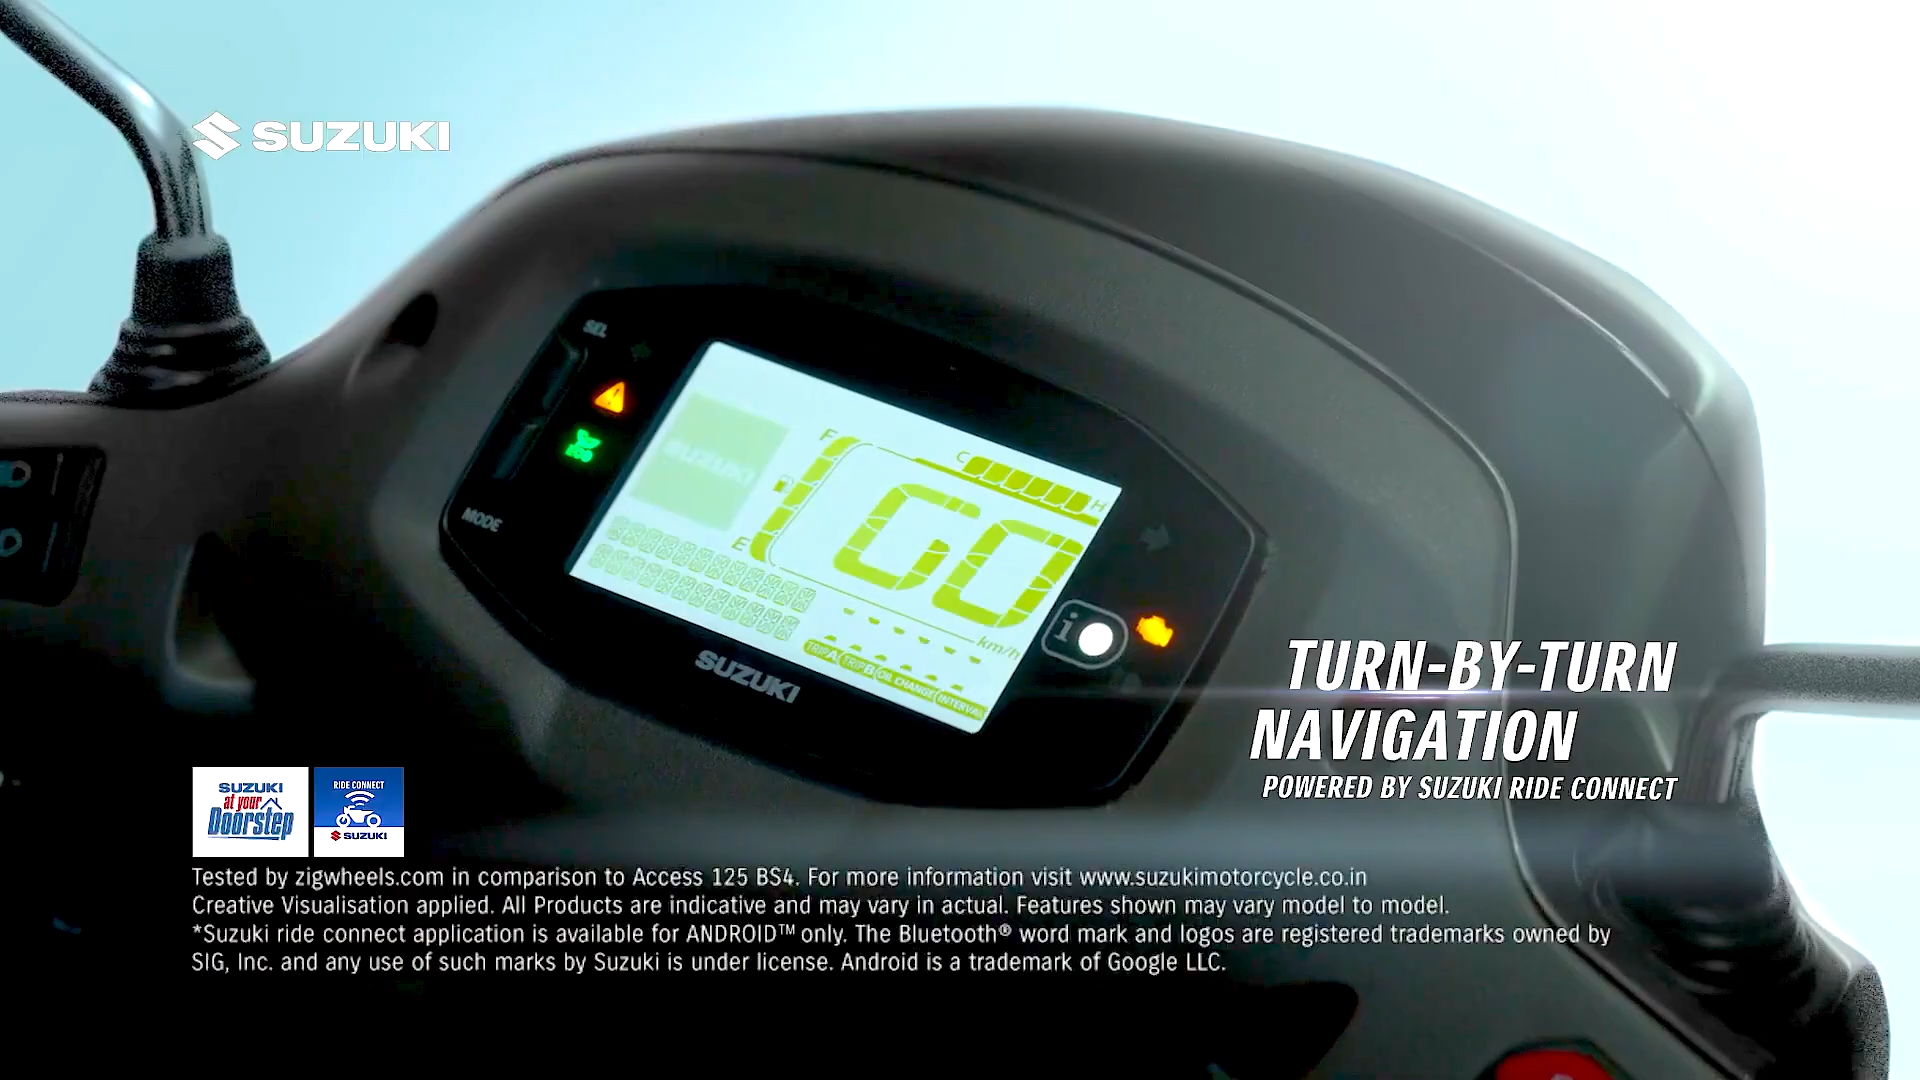 SUZUKI
SEL
ECO
MODE
SUZUKI
F
E
C
H
GO
km/h
TRIP A TRIP B OIL CHANGE INTERVAL
SUZUKI
i
TURN-BY-TURN
NAVIGATION
POWERED BY SUZUKI RIDE CONNECT
SUZUKI
at your
Doorstep
RIDE CONNECT
SUZUKI
Tested by zigwheels.com in comparison to Access 125 BS4. For more information visit www.suzukimotorcycle.co.in
Creative Visualisation applied. All Products are indicative and may vary in actual. Features shown may vary model to model.
*Suzuki ride connect application is available for ANDROID™ only. The Bluetooth® word mark and logos are registered trademarks owned by
SIG, Inc. and any use of such marks by Suzuki is under license. Android is a trademark of Google LLC.